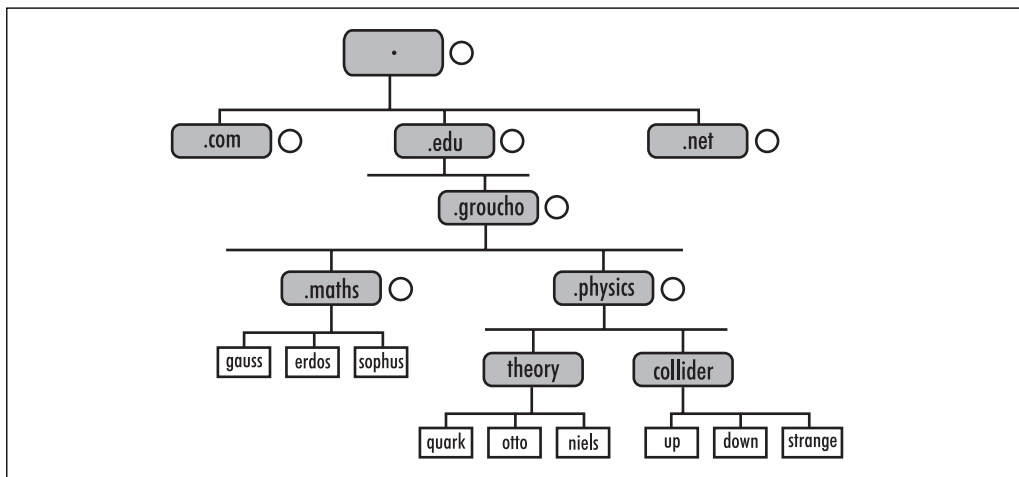 .
.com
.edu
.net
.groucho
.maths
.physics
gauss
erdos
sophus
theory
collider
quark
otto
niels
up
down
strange